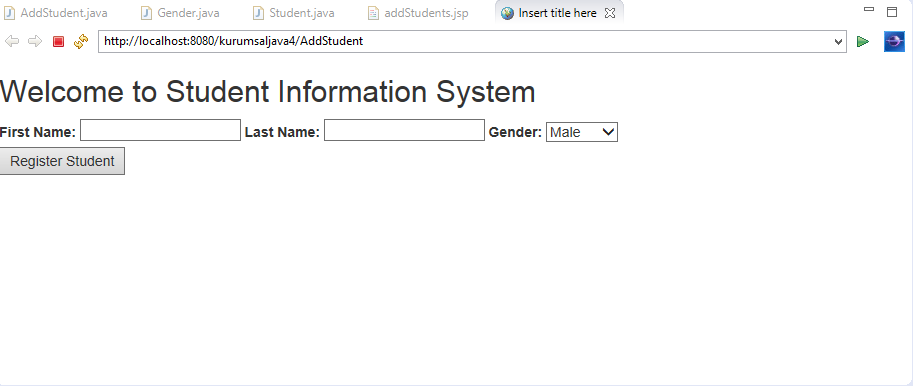 AddStudent.java Gender.java Student.java addStudents.jsp Insert title here
http://localhost:8080/kurumsaljava4/AddStudent
Welcome to Student Information System
First Name: Last Name: Gender: Male
Register Student